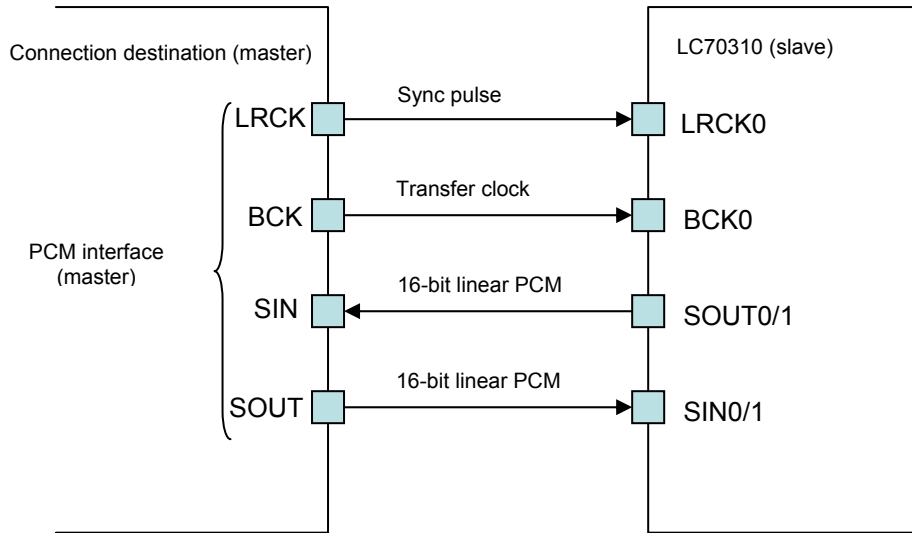 Connection destination (master)
LC70310 (slave)
Sync pulse
LRCK
LRCK0
Transfer clock
BCK
BCK0
PCM interface
(master)
16-bit linear PCM
SIN
SOUT0/1
16-bit linear PCM
SOUT
SIN0/1